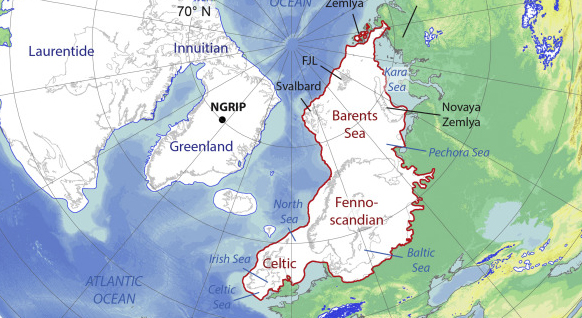 OCEAN
Zemlya
70° N
Laurentide
Innuitian
FJL
Kara
Sea
Svalbard
NGRIP
Barents
Sea
Novaya
Zemlya
Greenland
Pechora Sea
North
Sea
Fenno-
scandian
Irish Sea
Celtic
Baltic
Sea
ATLANTIC
OCEAN
Celtic
Sea